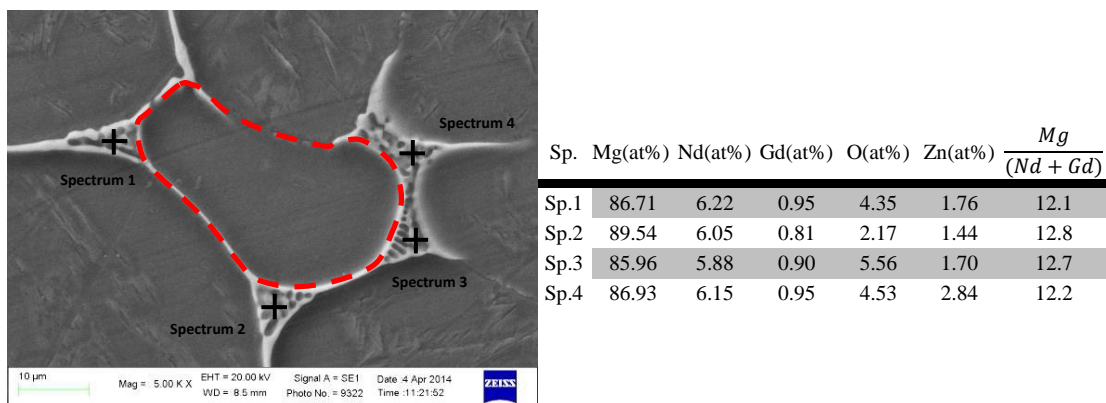 Spectrum 4
Spectrum 1
Spectrum 3
Spectrum 2
10 µm
Mag = 5.00 K X
EHT = 20.00 kV
WD = 8.5 mm
Signal A = SE1
Photo No. = 9322
Date :4 Apr 2014
Time :11:21:52
ZEISS
Sp. Mg(at%) Nd(at%) Gd(at%) O(at%) Zn(at%) Mg/(Nd + Gd)
Sp.1 86.71 6.22 0.95 4.35 1.76 12.1
Sp.2 89.54 6.05 0.81 2.17 1.44 12.8
Sp.3 85.96 5.88 0.90 5.56 1.70 12.7
Sp.4 86.93 6.15 0.95 4.53 2.84 12.2